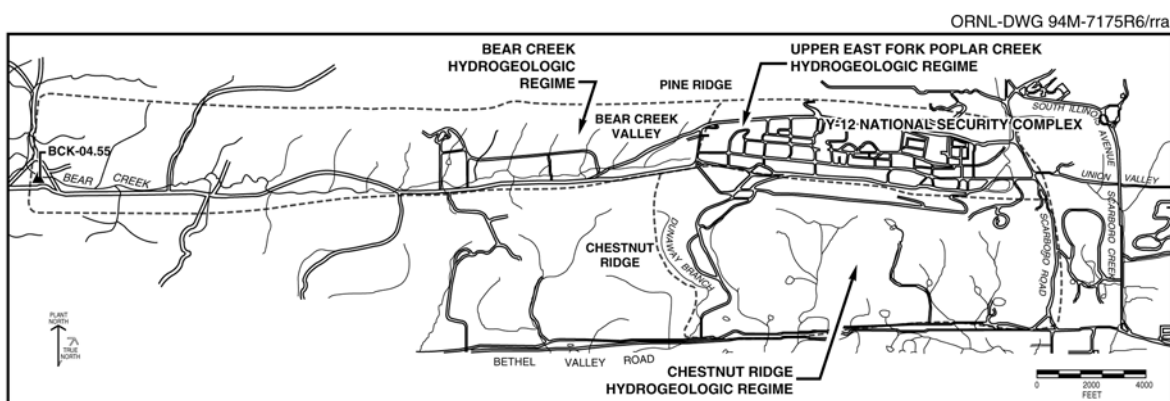 ORNL-DWG 94M-7175R6/rra
BEAR CREEK
HYDROGEOLOGIC
REGIME
UPPER EAST FORK POPLAR CREEK
HYDROGEOLOGIC REGIME
PINE RIDGE
SOUTH ILLINOIS
AVENUE
BEAR CREEK
VALLEY
Y-12 NATIONAL SECURITY COMPLEX
BCK-04.55
BEAR CREEK
UNION VALLEY
SCARBORO CREEK
SCARBORO ROAD
DUNAWAY BRANCH
CHESTNUT
RIDGE
PLANT
NORTH
TRUE
NORTH
BETHEL VALLEY ROAD
CHESTNUT RIDGE
HYDROGEOLOGIC REGIME
0 2000 4000
FEET